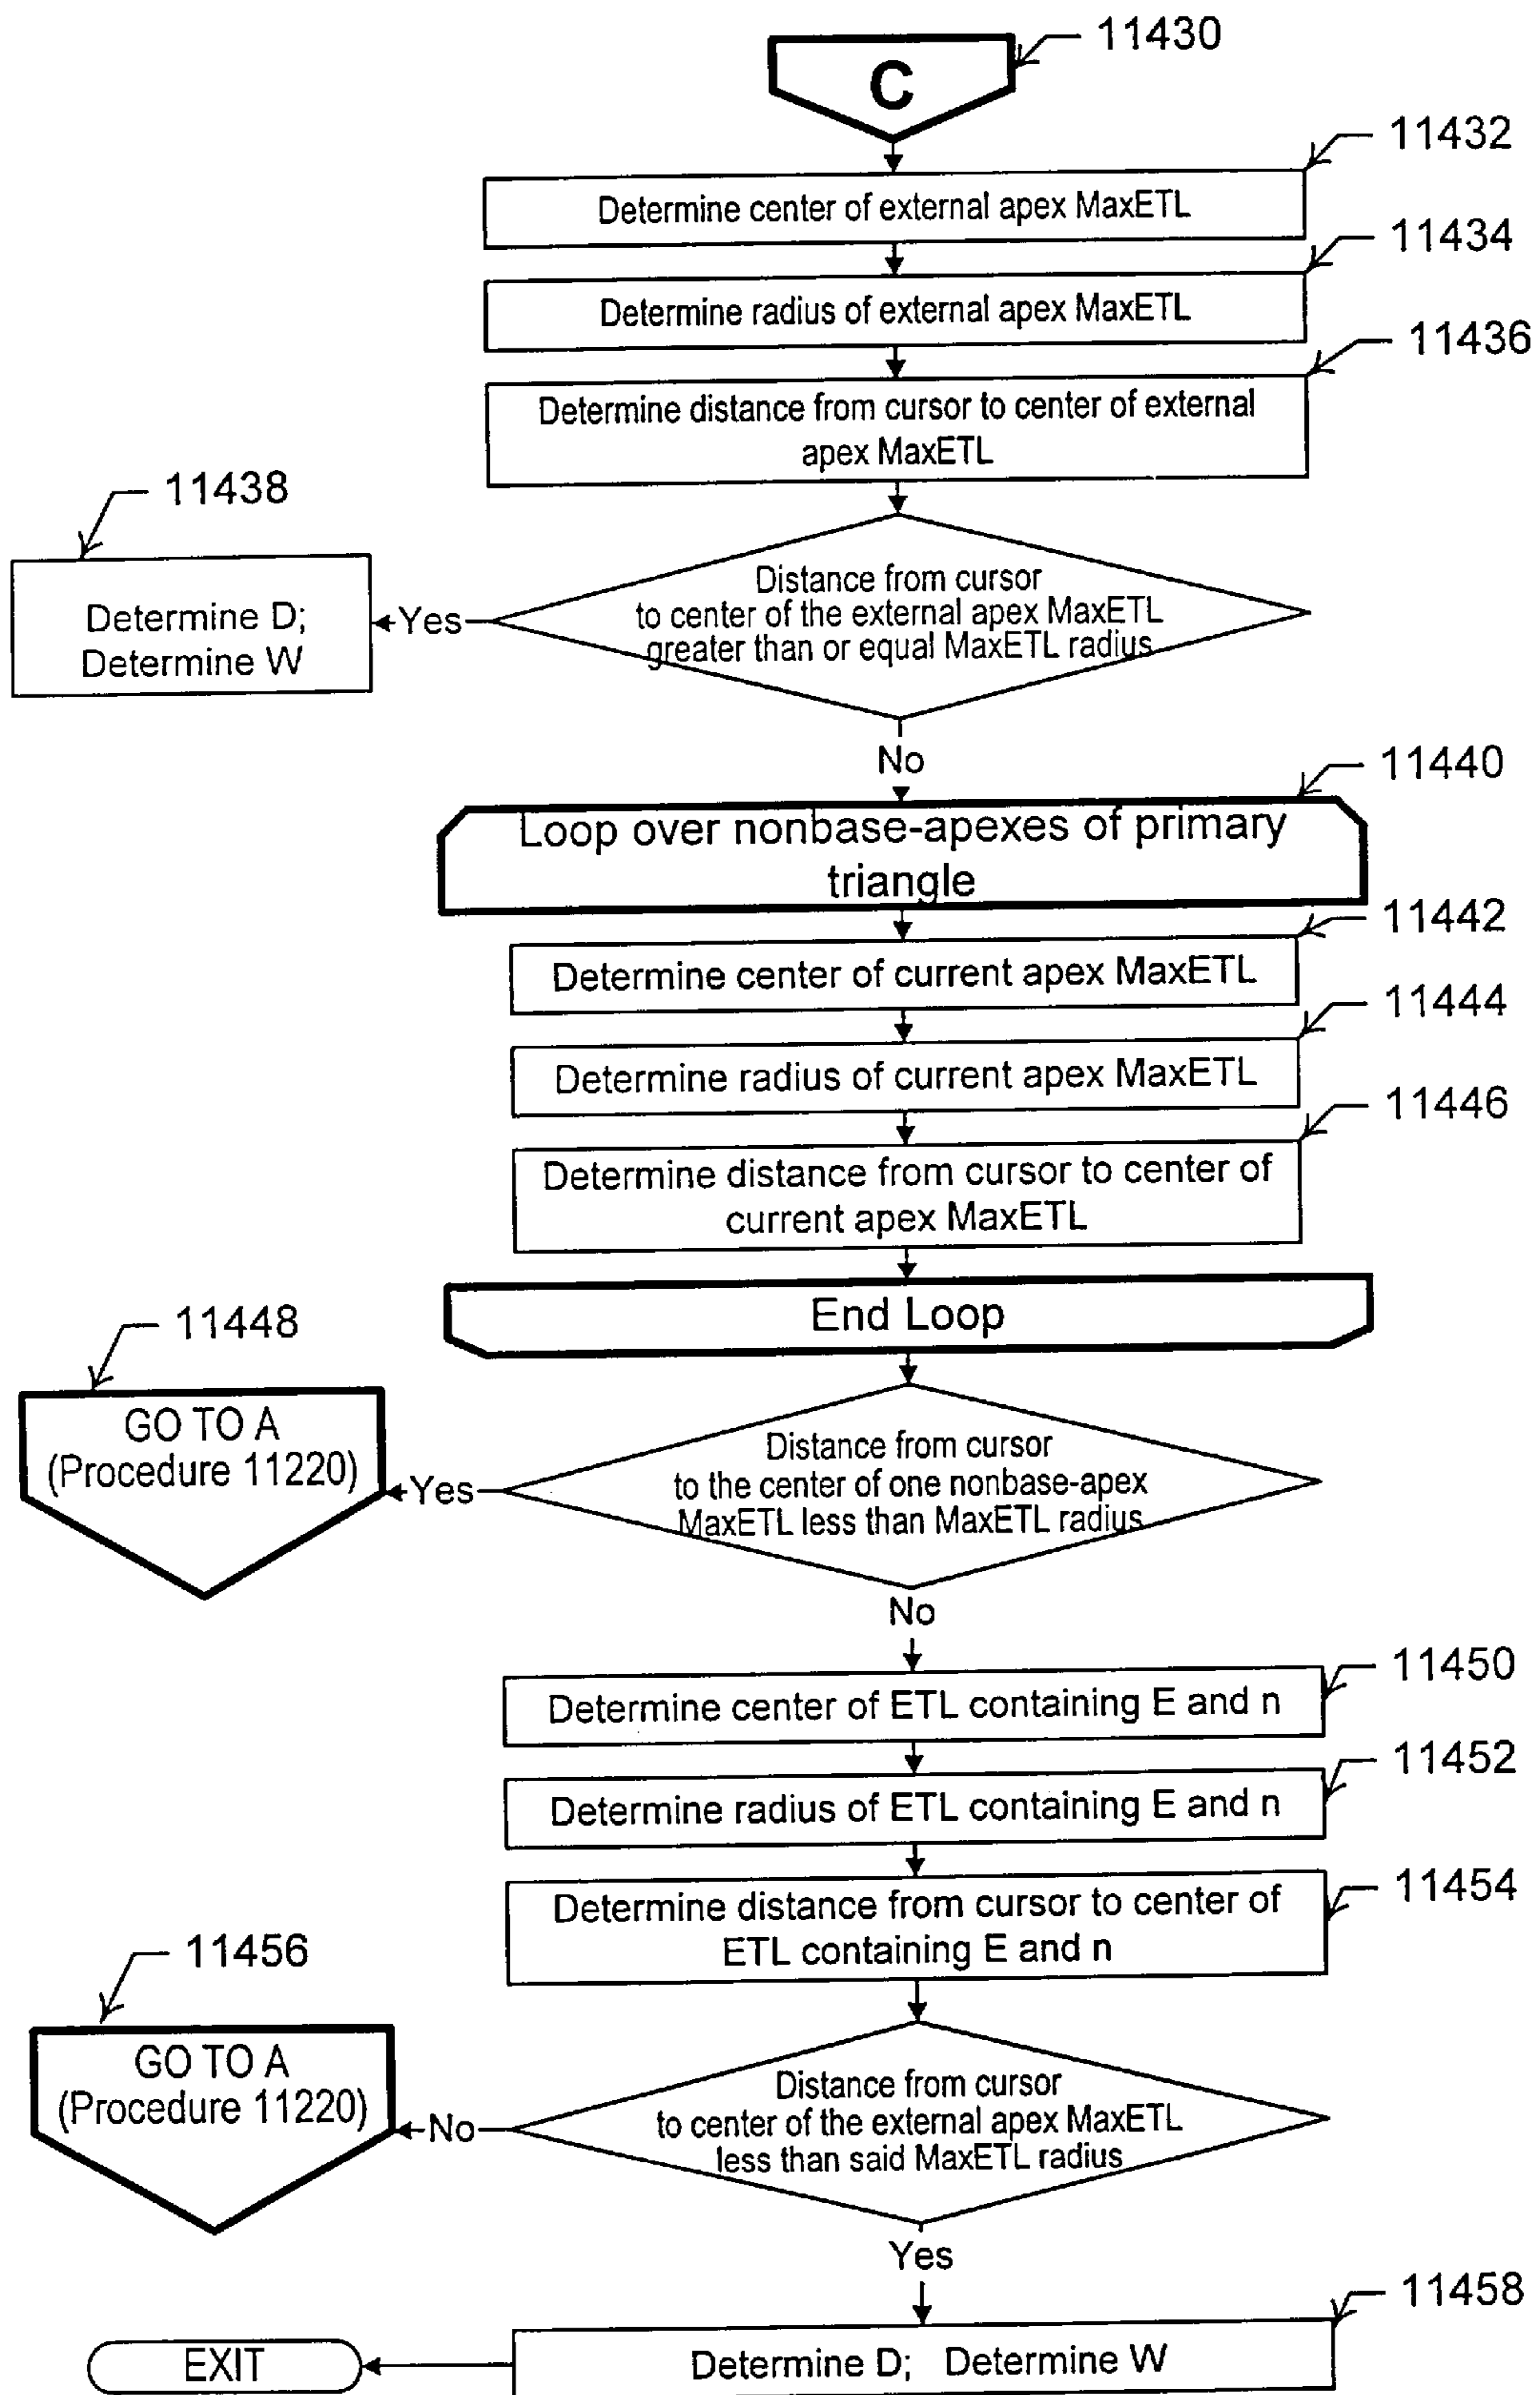 C
11430
11432
Determine center of external apex MaxETL
11434
Determine radius of external apex MaxETL
11436
Determine distance from cursor to center of external
apex MaxETL
11438
Determine D;
Determine W
Yes
Distance from cursor
to center of the external apex MaxETL
greater than or equal MaxETL radius
No
11440
Loop over nonbase-apexes of primary
triangle
11442
Determine center of current apex MaxETL
11444
Determine radius of current apex MaxETL
11446
Determine distance from cursor to center of
current apex MaxETL
End Loop
11448
GO TO A
(Procedure 11220)
Yes
Distance from cursor
to the center of one nonbase-apex
MaxETL less than MaxETL radius
No
11450
Determine center of ETL containing E and n
11452
Determine radius of ETL containing E and n
11454
Determine distance from cursor to center of
ETL containing E and n
11456
GO TO A
(Procedure 11220)
No
Distance from cursor
to center of the external apex MaxETL
less than said MaxETL radius
Yes
11458
Determine D; Determine W
EXIT